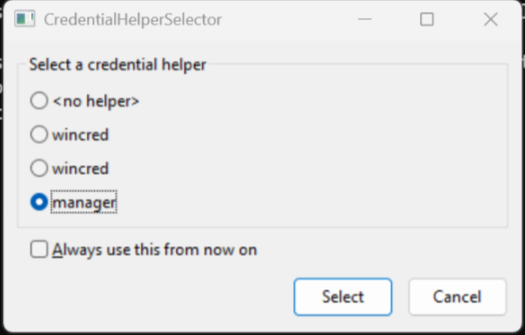 CredentialHelperSelector
Select a credential helper
<no helper>
wincred
wincred
manager
Always use this from now on
Select
Cancel